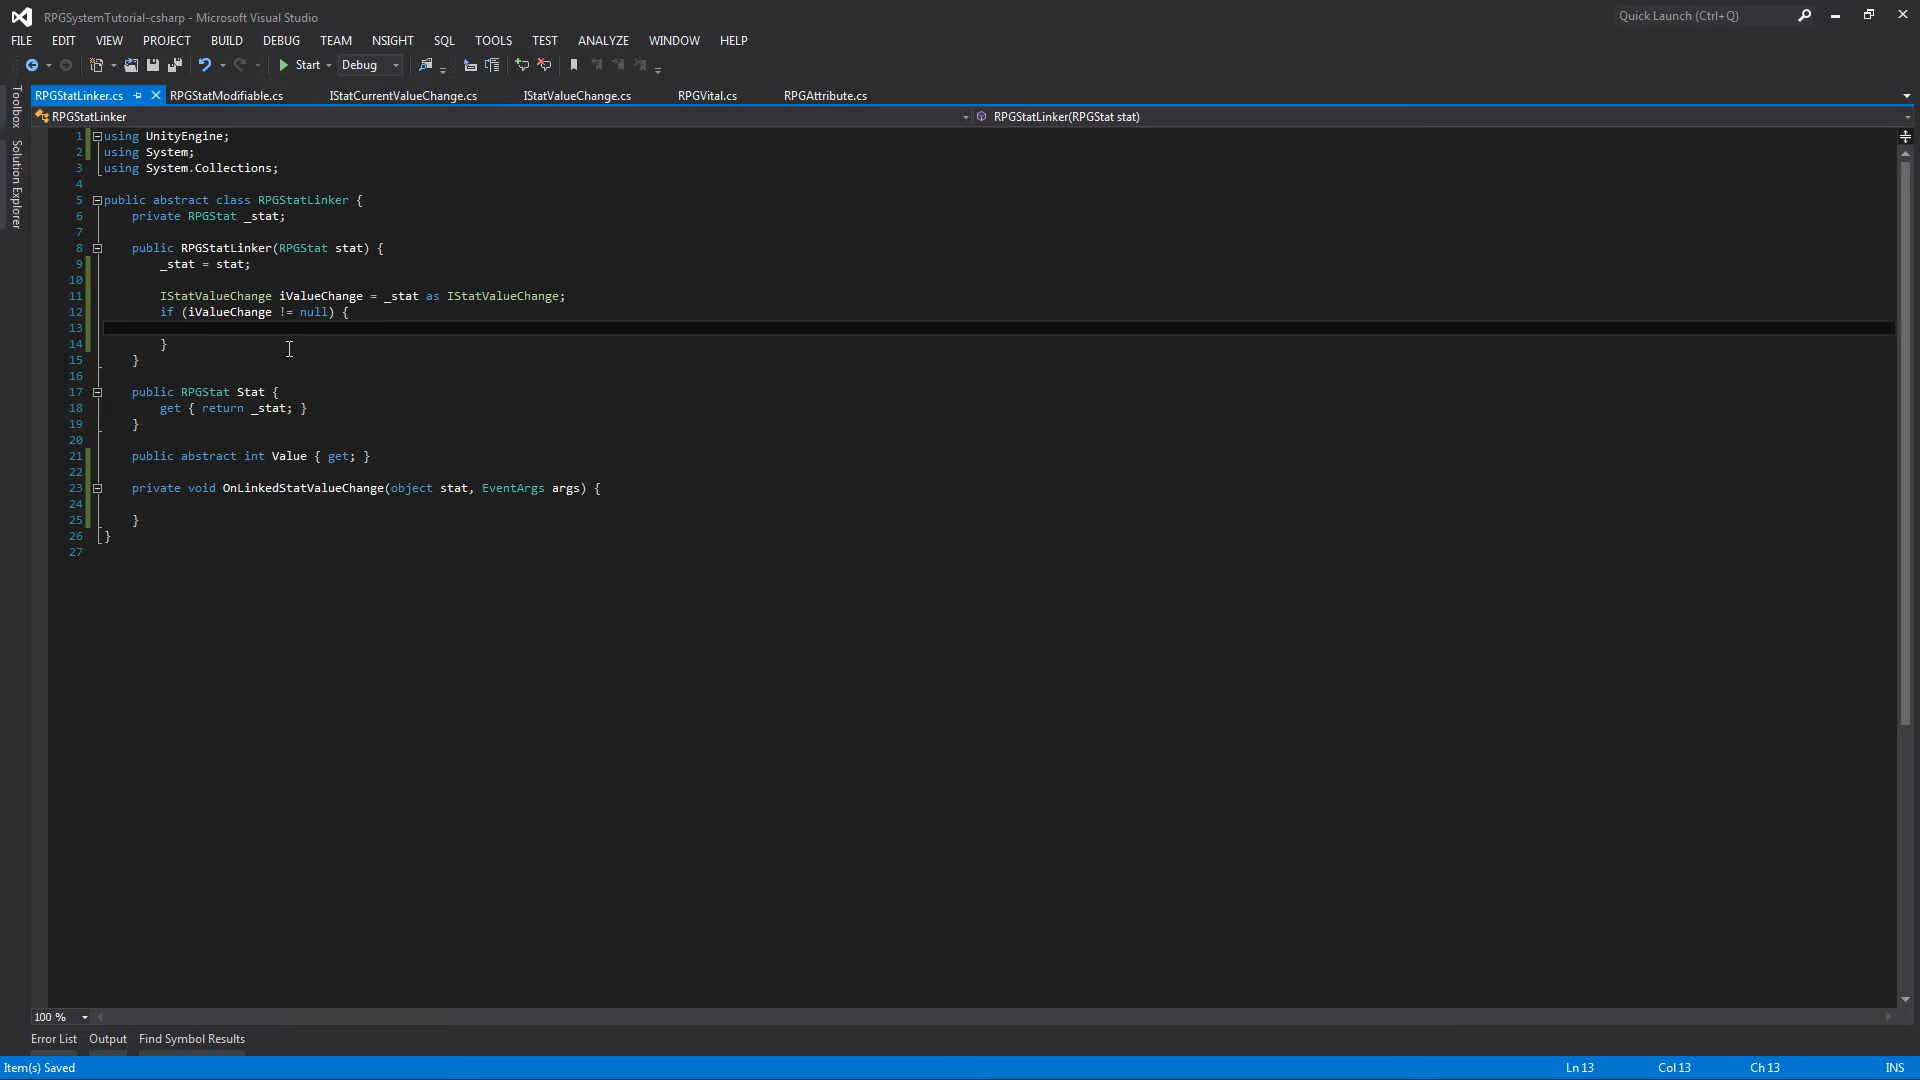 RPGSystemTutorial-csharp - Microsoft Visual Studio
Quick Launch (Ctrl+Q)
FILE EDIT VIEW PROJECT BUILD DEBUG TEAM NSIGHT SQL TOOLS TEST ANALYZE WINDOW HELP
Start Debug
RPGStatLinker.cs RPGStatModifiable.cs IStatCurrentValueChange.cs IStatValueChange.cs RPGVital.cs RPGAttribute.cs
Toolbox
Solution Explorer
RPGStatLinker RPGStatLinker(RPGStat stat)
1 using UnityEngine;
2 using System;
3 using System.Collections;
4
5 public abstract class RPGStatLinker {
6 private RPGStat _stat;
7
8 public RPGStatLinker(RPGStat stat) {
9 _stat = stat;
10
11 IStatValueChange iValueChange = _stat as IStatValueChange;
12 if (iValueChange != null) {
13
14 }
15 }
16
17 public RPGStat Stat {
18 get { return _stat; }
19 }
20
21 public abstract int Value { get; }
22
23 private void OnLinkedStatValueChange(object stat, EventArgs args) {
24
25 }
26 }
27
100 %
Error List Output Find Symbol Results
Item(s) Saved Ln 13 Col 13 Ch 13 INS